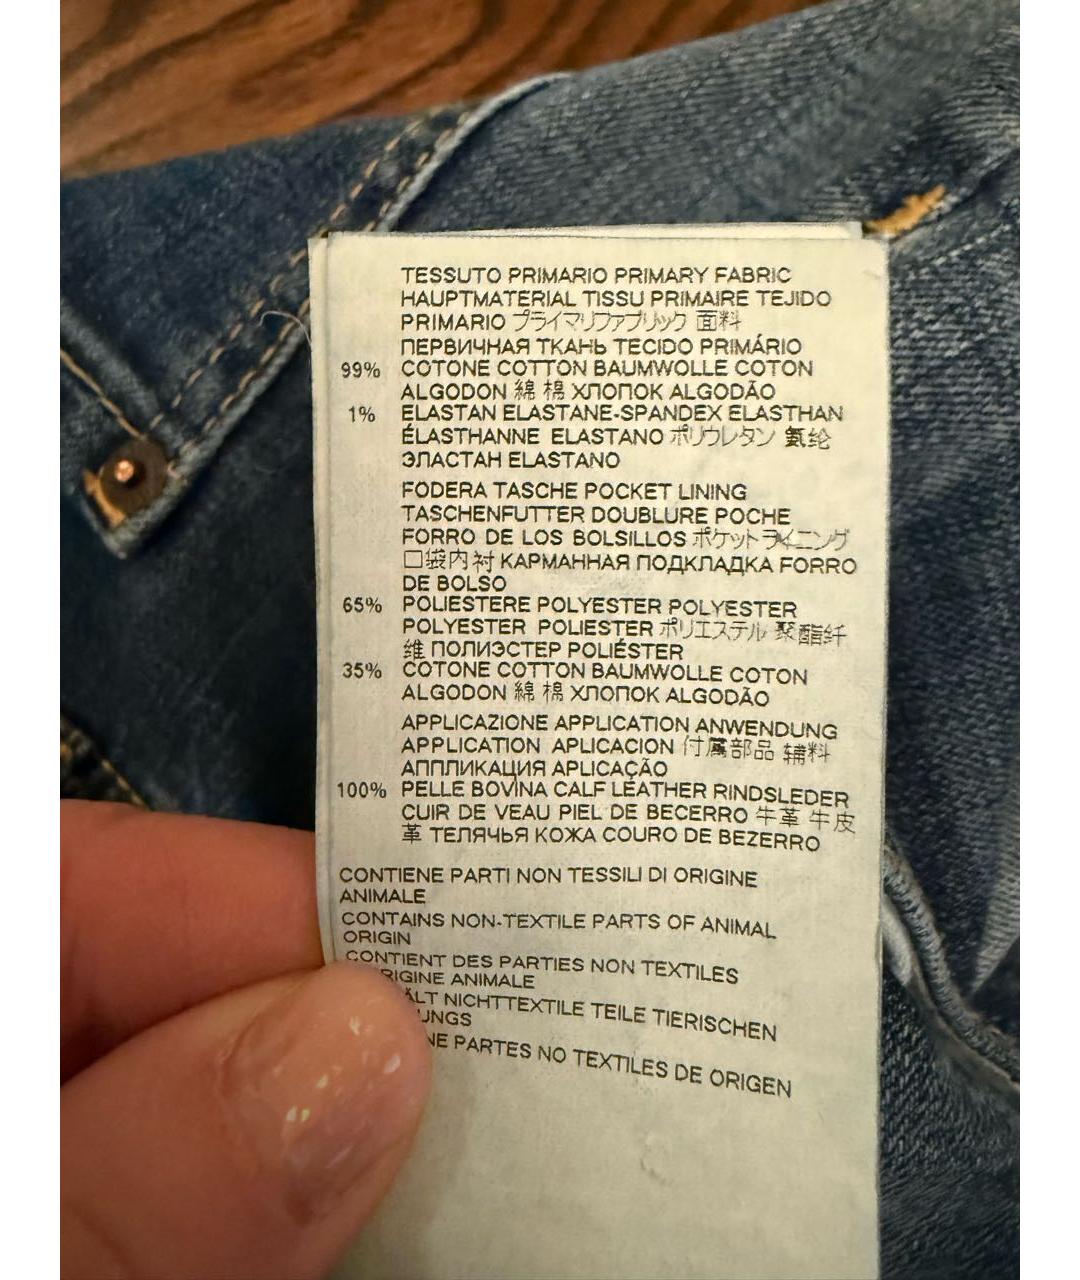 TESSUTO PRIMARIO PRIMARY FABRIC
HAUPTMATERIAL TISSU PRIMAIRE TEJIDO
PRIMARIO プライマリファブリック 面料
ПЕРВИЧНАЯ ТКАНЬ TECIDO PRIMÁRIO
99% COTONE COTTON BAUMWOLLE COTON
ALGODON 綿 棉 ХЛОПОК ALGODÃO
1% ELASTAN ELASTANE-SPANDEX ELASTHAN
ÉLASTHANNE ELASTANO ポリウレタン 氨纶
ЭЛАСТАН ELASTANO
FODERA TASCHE POCKET LINING
TASCHENFUTTER DOUBLURE POCHE
FORRO DE LOS BOLSILLOS ポケットライニング
口袋内衬 КАРМАННАЯ ПОДКЛАДКА FORRO
DE BOLSO
65% POLIESTERE POLYESTER POLYESTER
POLYESTER POLIESTER ポリエステル 聚酯纤
维 ПОЛИЭСТЕР POLIÉSTER
35% COTONE COTTON BAUMWOLLE COTON
ALGODON 綿 棉 ХЛОПОК ALGODÃO
APPLICAZIONE APPLICATION ANWENDUNG
APPLICATION APLICACION 付属部品 辅料
АППЛИКАЦИЯ APLICAÇÃO
100% PELLE BOVINA CALF LEATHER RINDSLEDER
CUIR DE VEAU PIEL DE BECERRO 牛革 牛皮
革 ТЕЛЯЧЬЯ КОЖА COURO DE BEZERRO
CONTIENE PARTI NON TESSILI DI ORIGINE
ANIMALE
CONTAINS NON-TEXTILE PARTS OF ANIMAL
ORIGIN
CONTIENT DES PARTIES NON TEXTILES
RIGINE ANIMALE
ÄLT NICHTTEXTILE TEILE TIERISCHEN
UNGS
NE PARTES NO TEXTILES DE ORIGEN